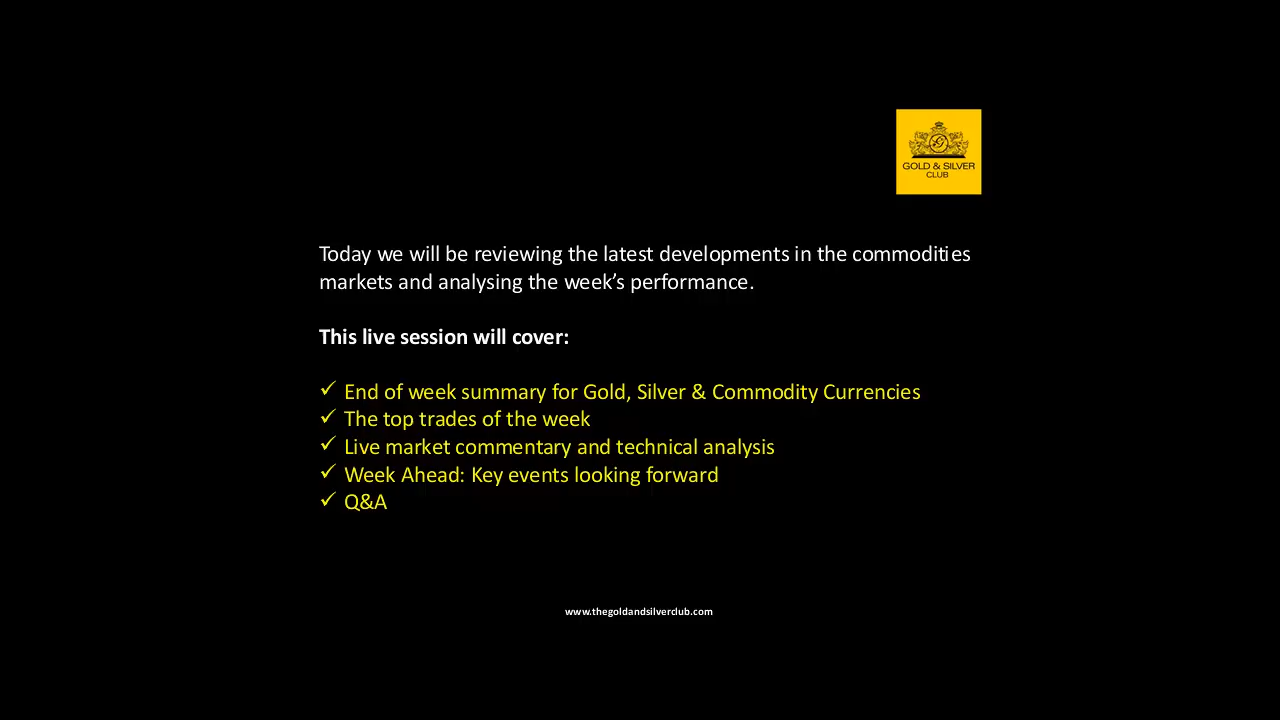 GOLD & SILVER
CLUB
Today we will be reviewing the latest developments in the commodities
markets and analysing the week’s performance.
This live session will cover:
✓ End of week summary for Gold, Silver & Commodity Currencies
✓ The top trades of the week
✓ Live market commentary and technical analysis
✓ Week Ahead: Key events looking forward
✓ Q&A
www.thegoldandsilverclub.com